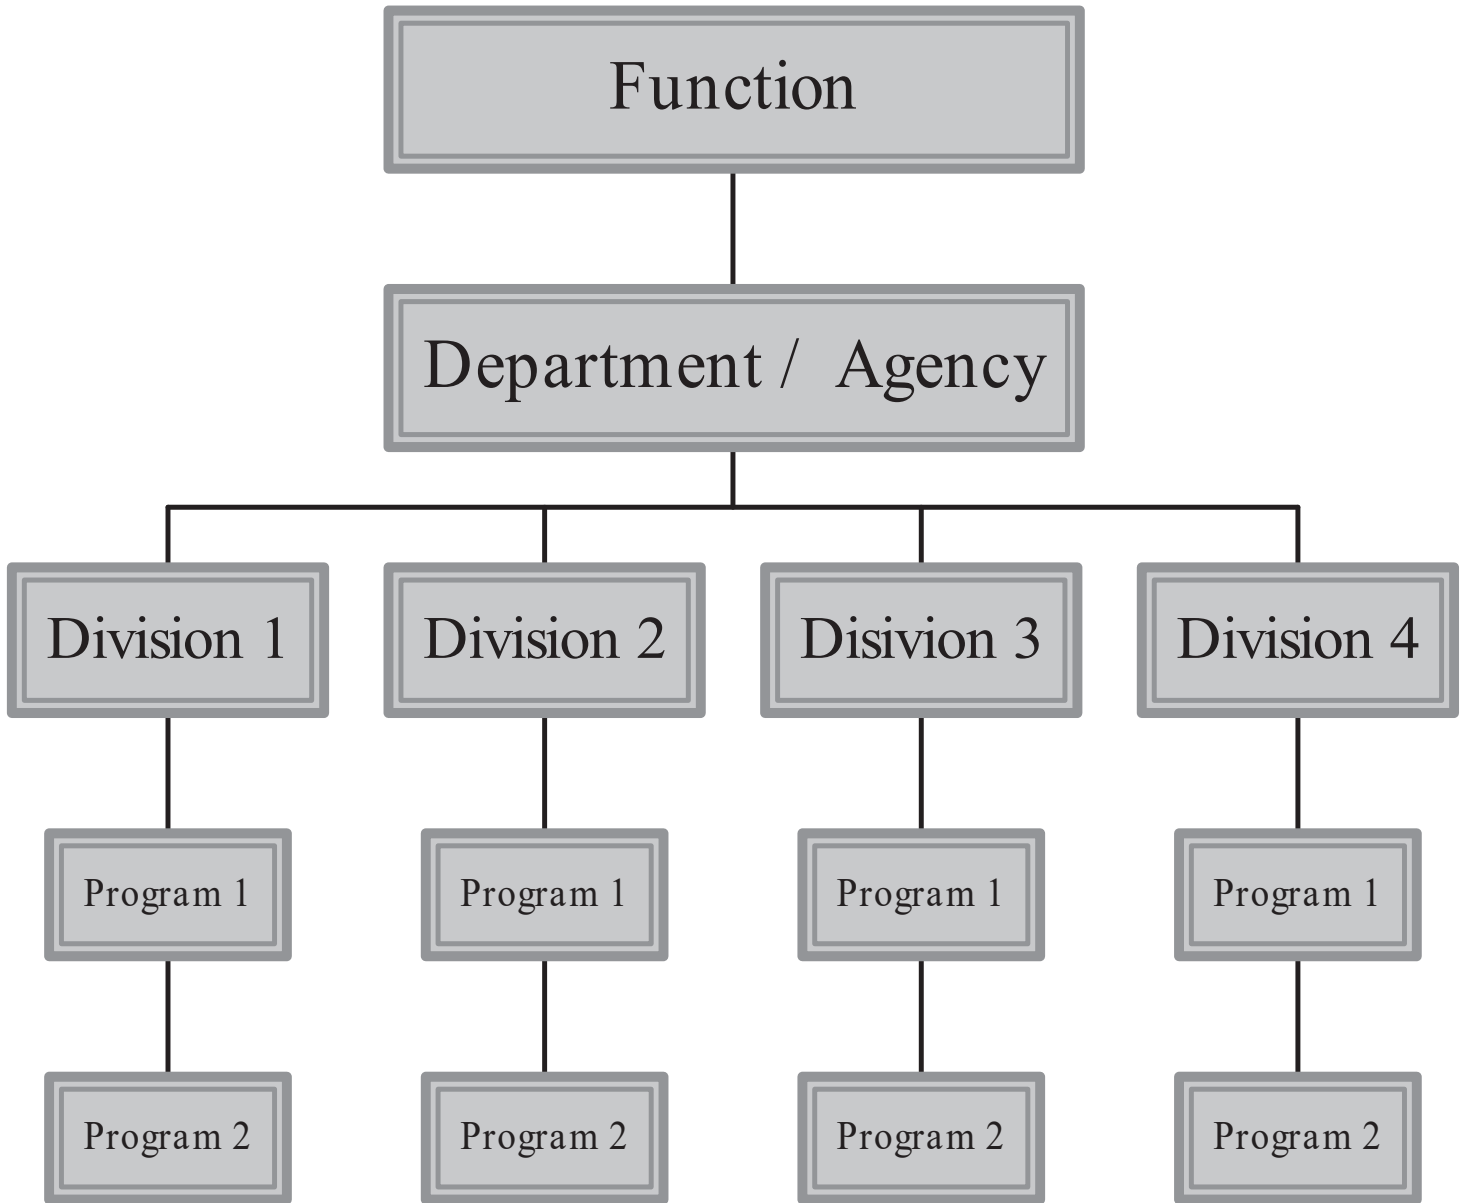 Function
Department / Agency
Division 1
Division 2
Disivion 3
Division 4
Program 1
Program 1
Program 1
Program 1
Program 2
Program 2
Program 2
Program 2